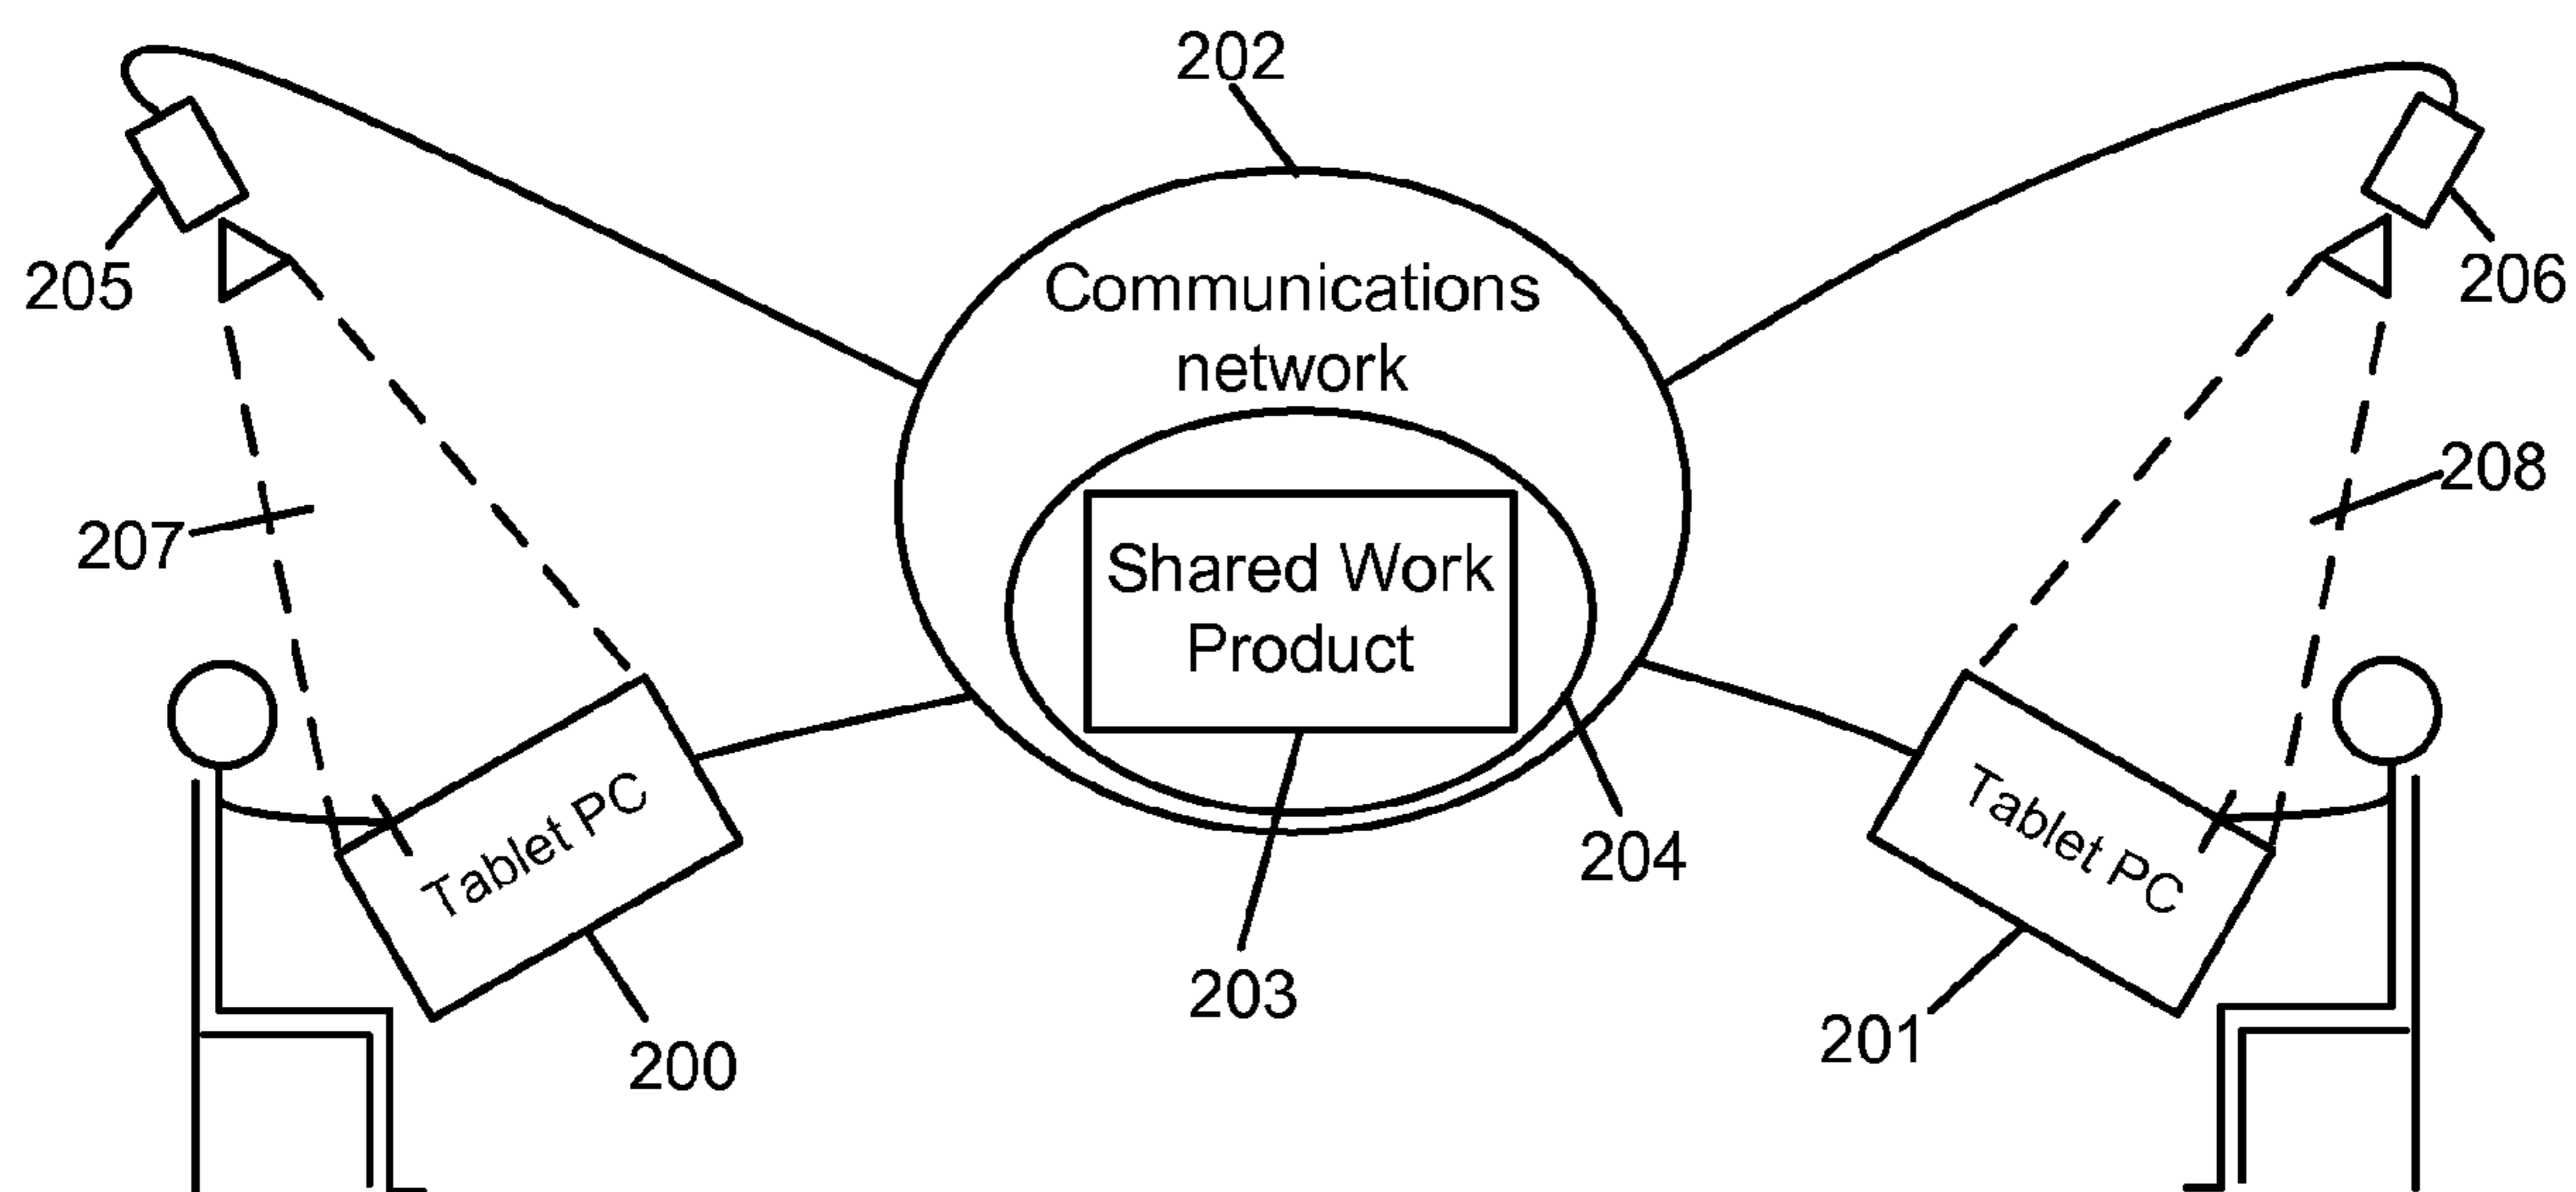 202
205
Communications
network
206
207
208
Shared Work
Product
Tablet PC
Tablet PC
204
203
200
201